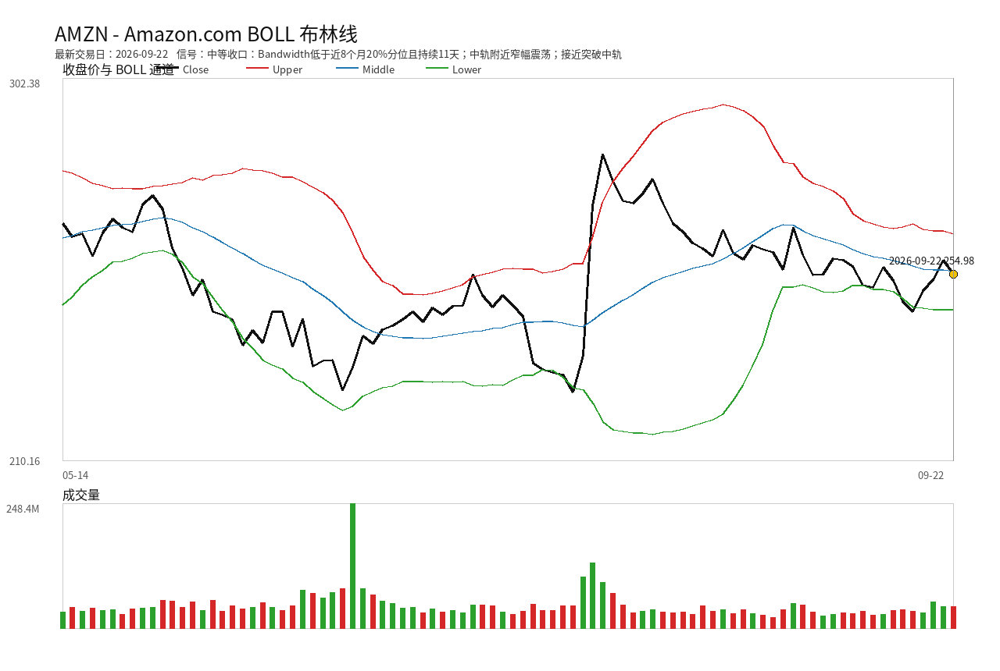 AMZN - Amazon.com BOLL 布林线
最新交易日：2026-09-22 信号：中等收口：Bandwidth低于近8个月20%分位且持续11天；中轨附近窄幅震荡；接近突破中轨
收盘价与 BOLL 通道 Close Upper Middle Lower
302.38
2026-09-22 254.98
210.16
05-14 09-22
成交量
248.4M